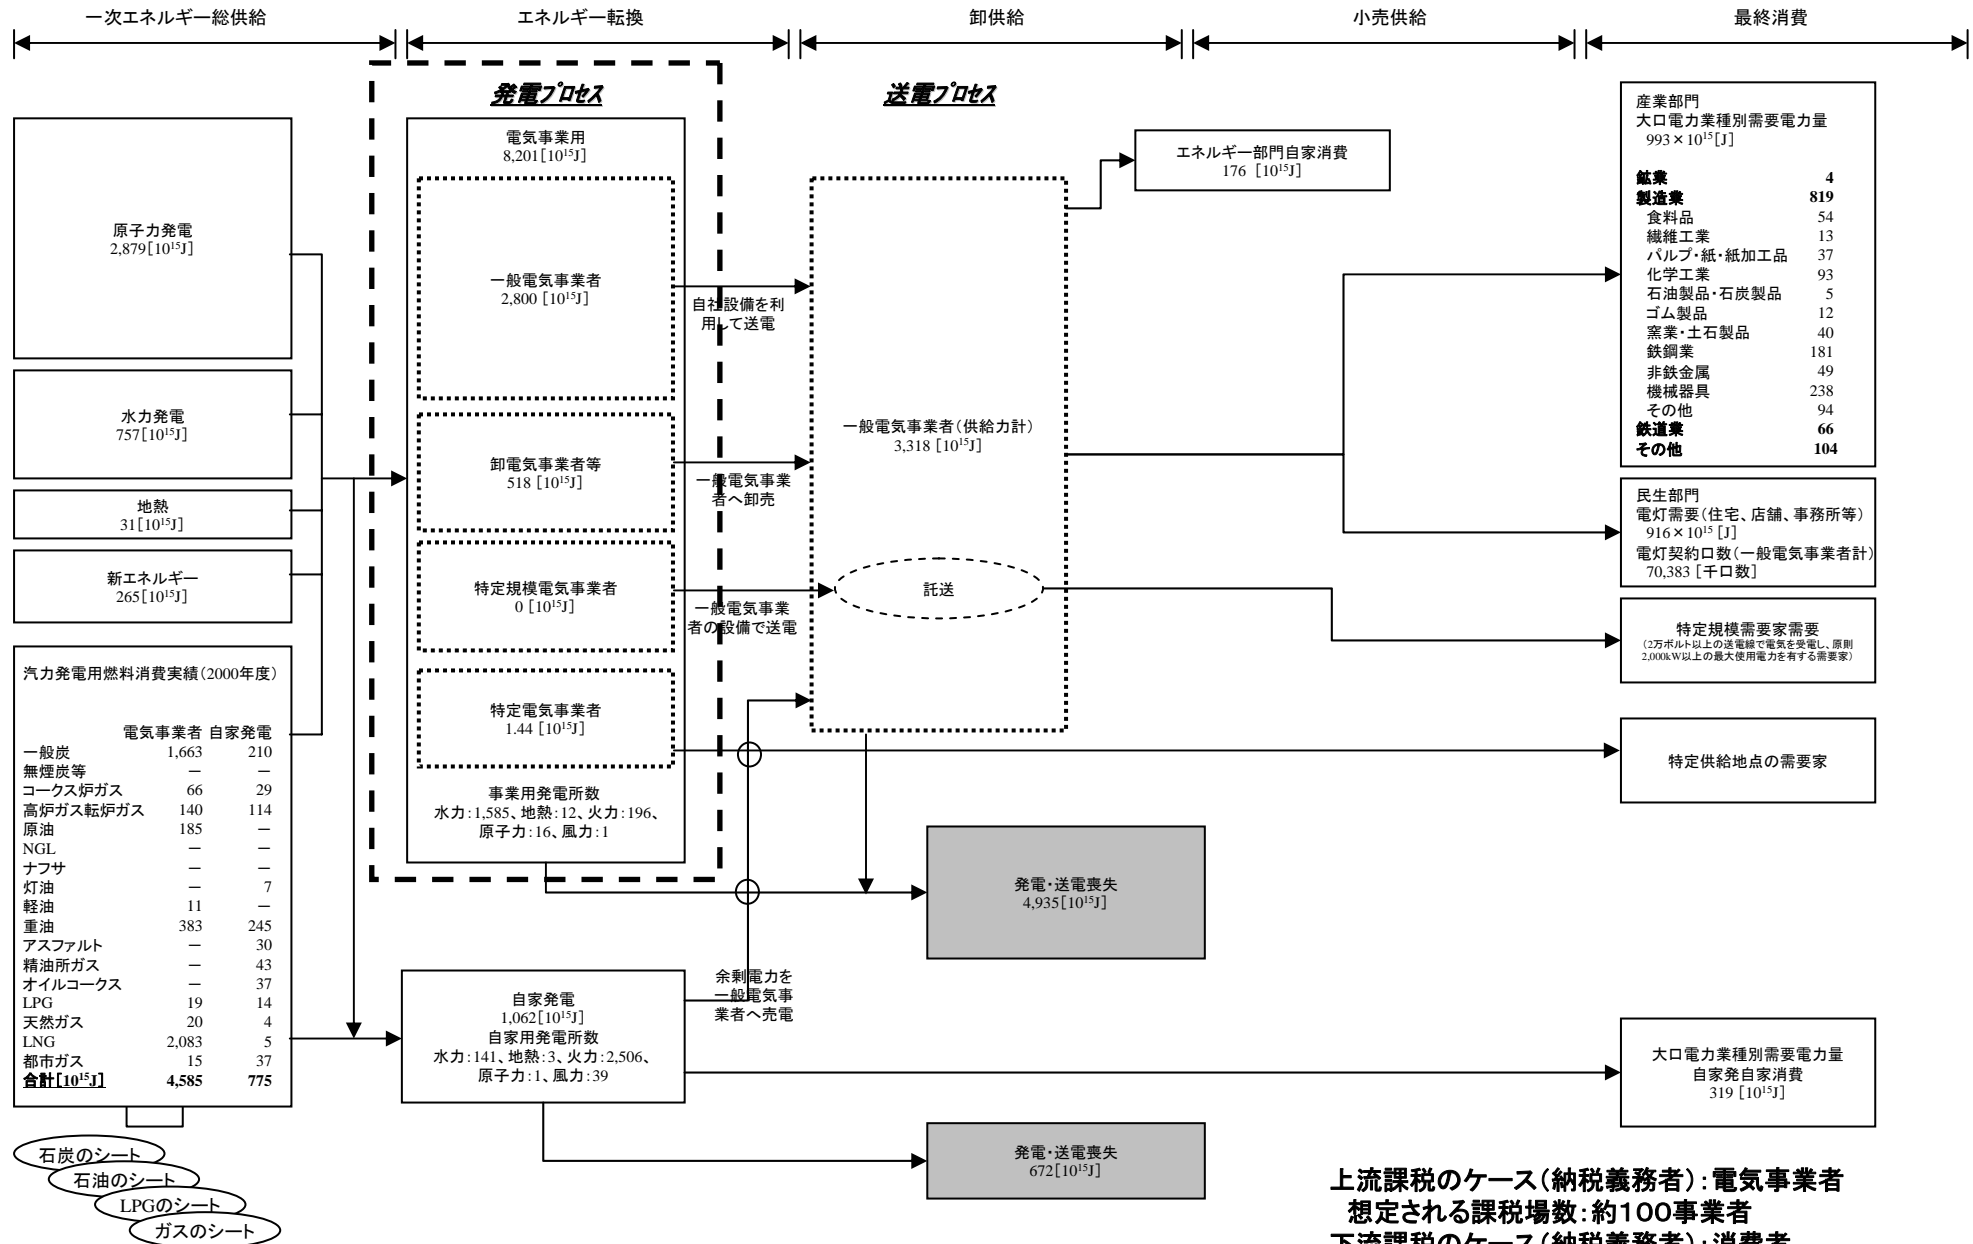 一次エネルギー総供給
エネルギー転換
卸供給
小売供給
最終消費
発電プロセス
送電プロセス
原子力発電
2,879[10¹⁵J]
水力発電
757[10¹⁵J]
地熱
31[10¹⁵J]
新エネルギー
265[10¹⁵J]
汽力発電用燃料消費実績(2000年度)
電気事業者 自家発電
一般炭 1,663 210
無煙炭等 － －
コークス炉ガス 66 29
高炉ガス転炉ガス 140 114
原油 185 －
NGL － －
ナフサ － －
灯油 － 7
軽油 11 －
重油 383 245
アスファルト － 30
精油所ガス － 43
オイルコークス － 37
LPG 19 14
天然ガス 20 4
LNG 2,083 5
都市ガス 15 37
合計[10¹⁵J] 4,585 775
石炭のシート
石油のシート
LPGのシート
ガスのシート
電気事業用
8,201[10¹⁵J]
一般電気事業者
2,800 [10¹⁵J]
卸電気事業者等
518 [10¹⁵J]
特定規模電気事業者
0 [10¹⁵J]
特定電気事業者
1.44 [10¹⁵J]
事業用発電所数
水力:1,585、地熱:12、火力:196、
原子力:16、風力:1
自家発電
1,062[10¹⁵J]
自家用発電所数
水力:141、地熱:3、火力:2,506、
原子力:1、風力:39
自社設備を利
用して送電
一般電気事業
者へ卸売
一般電気事業
者の設備で送電
余剰電力を
一般電気事
業者へ売電
一般電気事業者(供給力計)
3,318 [10¹⁵J]
託送
エネルギー部門自家消費
176 [10¹⁵J]
発電・送電喪失
4,935[10¹⁵J]
発電・送電喪失
672[10¹⁵J]
産業部門
大口電力業種別需要電力量
993×10¹⁵[J]
鉱業 4
製造業 819
食料品 54
繊維工業 13
パルプ・紙・紙加工品 37
化学工業 93
石油製品・石炭製品 5
ゴム製品 12
窯業・土石製品 40
鉄鋼業 181
非鉄金属 49
機械器具 238
その他 94
鉄道業 66
その他 104
民生部門
電灯需要(住宅、店舗、事務所等)
916×10¹⁵ [J]
電灯契約口数(一般電気事業者計)
70,383 [千口数]
特定規模需要家需要
(2万ボルト以上の送電線で電気を受電し、原則
2,000kW以上の最大使用電力を有する需要家)
特定供給地点の需要家
大口電力業種別需要電力量
自家発自家消費
319 [10¹⁵J]
上流課税のケース(納税義務者):電気事業者
想定される課税場数:約100事業者
下流課税のケース(納税義務者):消費者